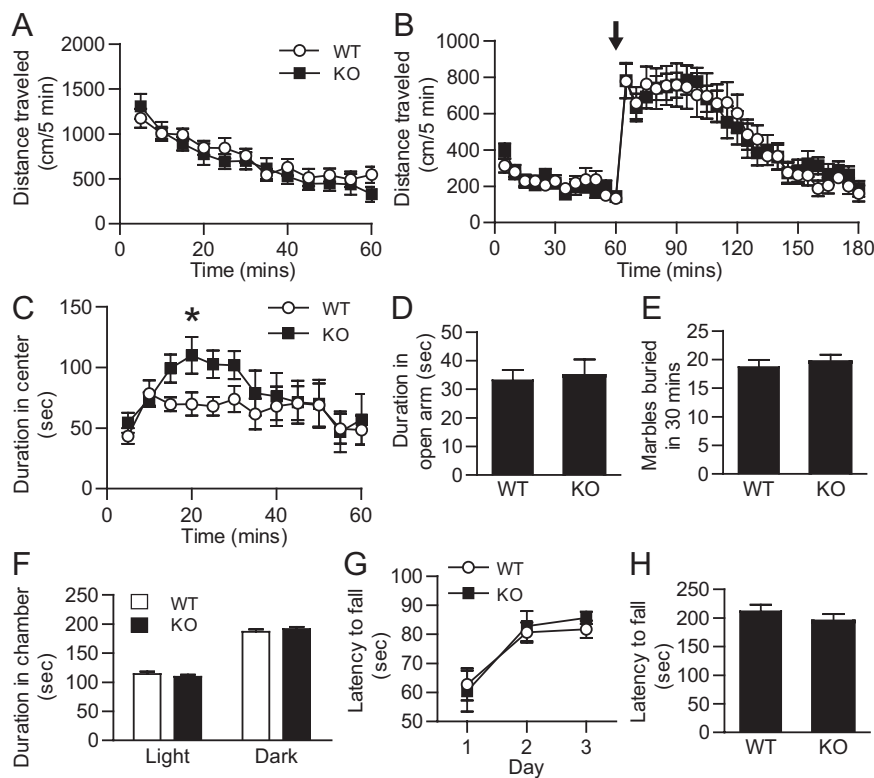 A
Distance traveled
(cm/5 min)
2000
1500
1000
500
0
0
20
40
60
Time (mins)
WT
KO
B
Distance traveled
(cm/5 min)
1000
800
600
400
200
0
0
30
60
90
120
150
180
Time (mins)
C
Duration in center
(sec)
150
100
50
0
0
20
40
60
Time (mins)
*
WT
KO
D
Duration in
open arm (sec)
50
40
30
20
10
0
WT
KO
E
Marbles buried
in 30 mins
25
20
15
10
5
0
WT
KO
F
Duration in chamber
(sec)
250
200
150
100
50
0
WT
KO
Light
Dark
G
Latency to fall
(sec)
100
90
80
70
60
50
WT
KO
1
2
3
Day
H
Latency to fall
(sec)
250
200
150
100
50
0
WT
KO